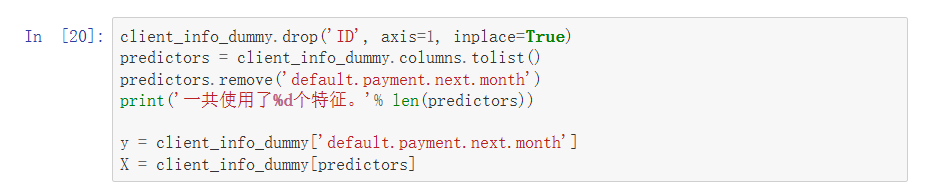 In [20]: client_info_dummy.drop('ID', axis=1, inplace=True)
predictors = client_info_dummy.columns.tolist()
predictors.remove('default.payment.next.month')
print('一共使用了%d个特征。'% len(predictors))
y = client_info_dummy['default.payment.next.month']
X = client_info_dummy[predictors]